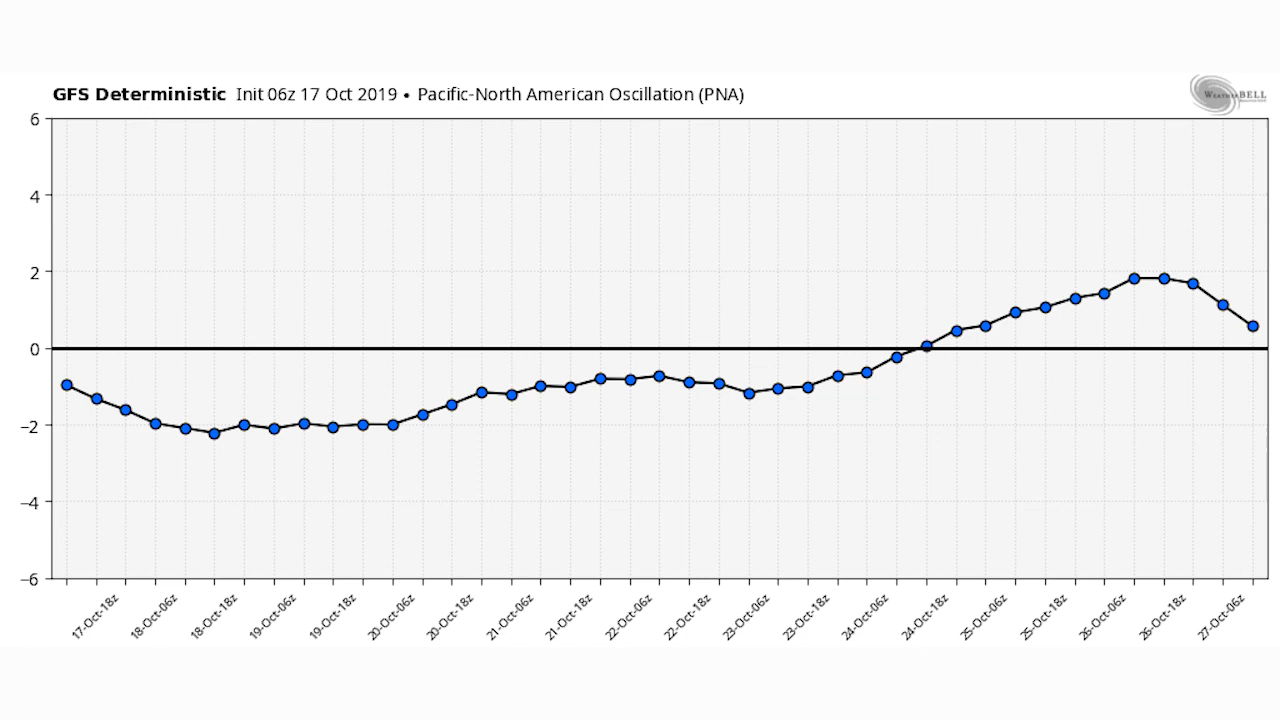 GFS Deterministic Init 06z 17 Oct 2019 • Pacific-North American Oscillation (PNA)
WeatherBELL
6
4
2
0
−2
−4
−6
17-Oct-18z
18-Oct-06z
18-Oct-18z
19-Oct-06z
19-Oct-18z
20-Oct-06z
20-Oct-18z
21-Oct-06z
21-Oct-18z
22-Oct-06z
22-Oct-18z
23-Oct-06z
23-Oct-18z
24-Oct-06z
24-Oct-18z
25-Oct-06z
25-Oct-18z
26-Oct-06z
26-Oct-18z
27-Oct-06z